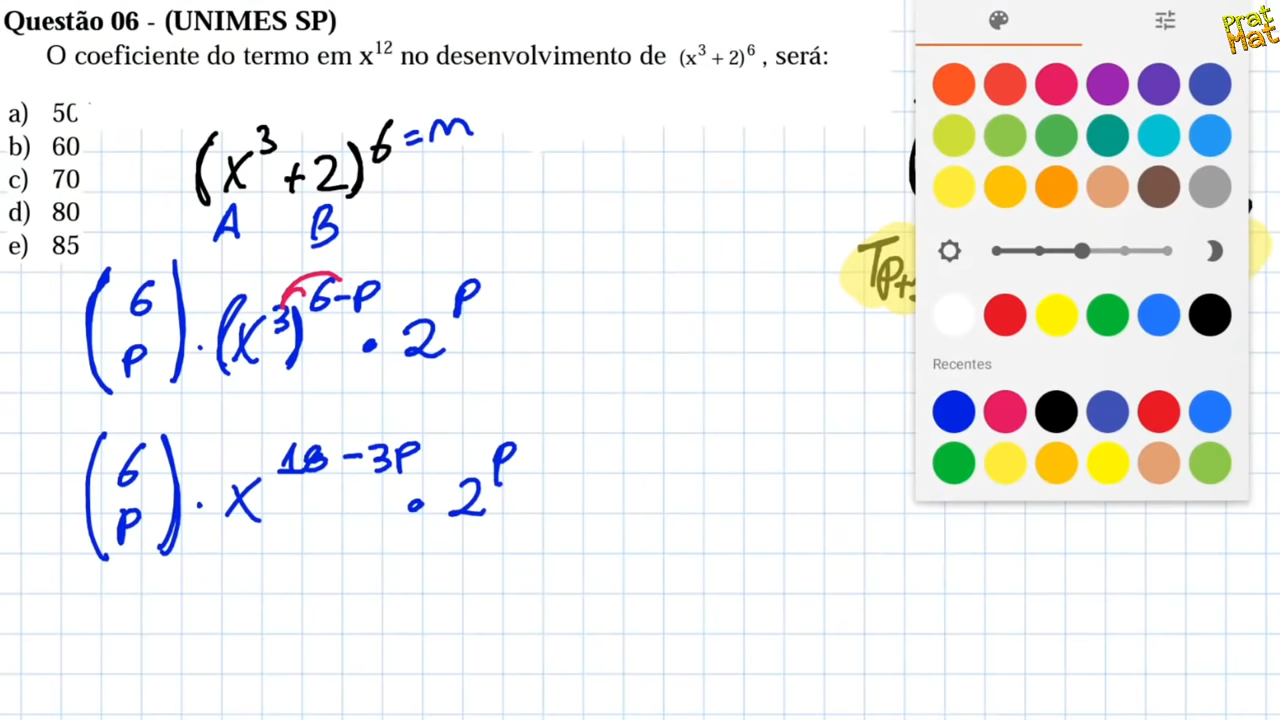 Questão 06 - (UNIMES SP)
O coeficiente do termo em x¹² no desenvolvimento de (x³ + 2)⁶ , será:
a) 50
b) 60
c) 70
d) 80
e) 85
(x³ + 2)⁶ = n
A B
(6 p) . (x³)⁶⁻ᵖ . 2ᵖ
(6 p) . x¹⁸⁻³ᵖ . 2ᵖ
Recentes
Prat
Mat